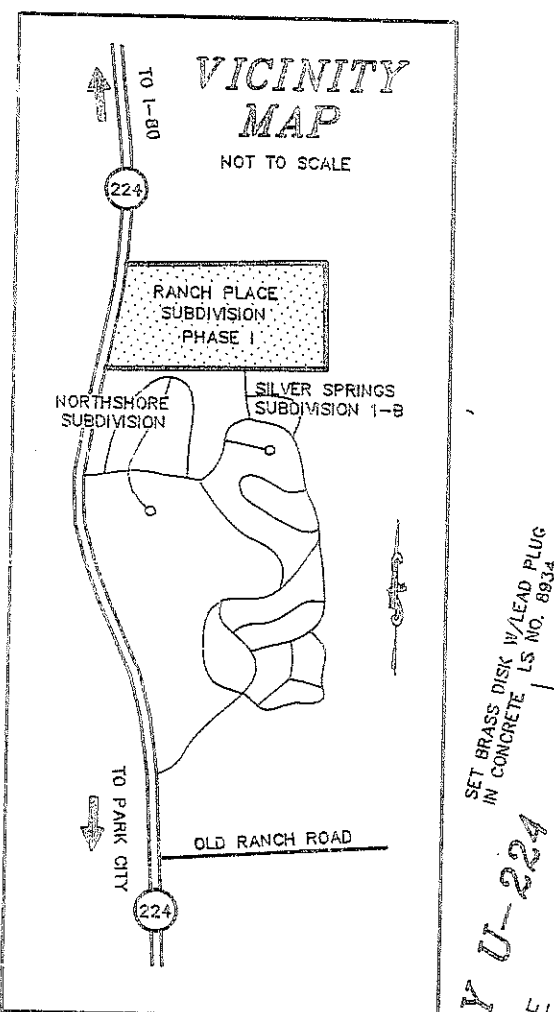 VICINITY
MAP
NOT TO SCALE
TO I-80
224
RANCH PLACE
SUBDIVISION
PHASE I
NORTHSHORE
SUBDIVISION
SILVER SPRINGS
SUBDIVISION 1-B
TO PARK CITY
OLD RANCH ROAD
224
SET BRASS DISK W/LEAD PLUG
IN CONCRETE LS NO. 8934
Y U-224
E